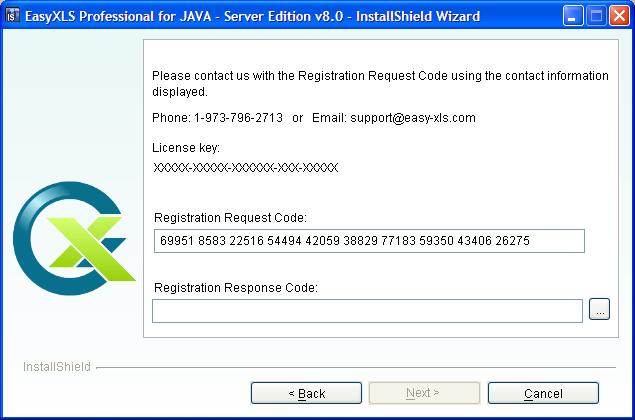 EasyXLS Professional for JAVA - Server Edition v8.0 - InstallShield Wizard
Please contact us with the Registration Request Code using the contact information
displayed.
Phone: 1-973-796-2713 or Email: support@easy-xls.com
License key:
XXXXX-XXXXX-XXXXXX-XXX-XXXXX
Registration Request Code:
69951 8583 22516 54494 42059 38829 77183 59350 43406 26275
Registration Response Code:
...
InstallShield
< Back Next > Cancel